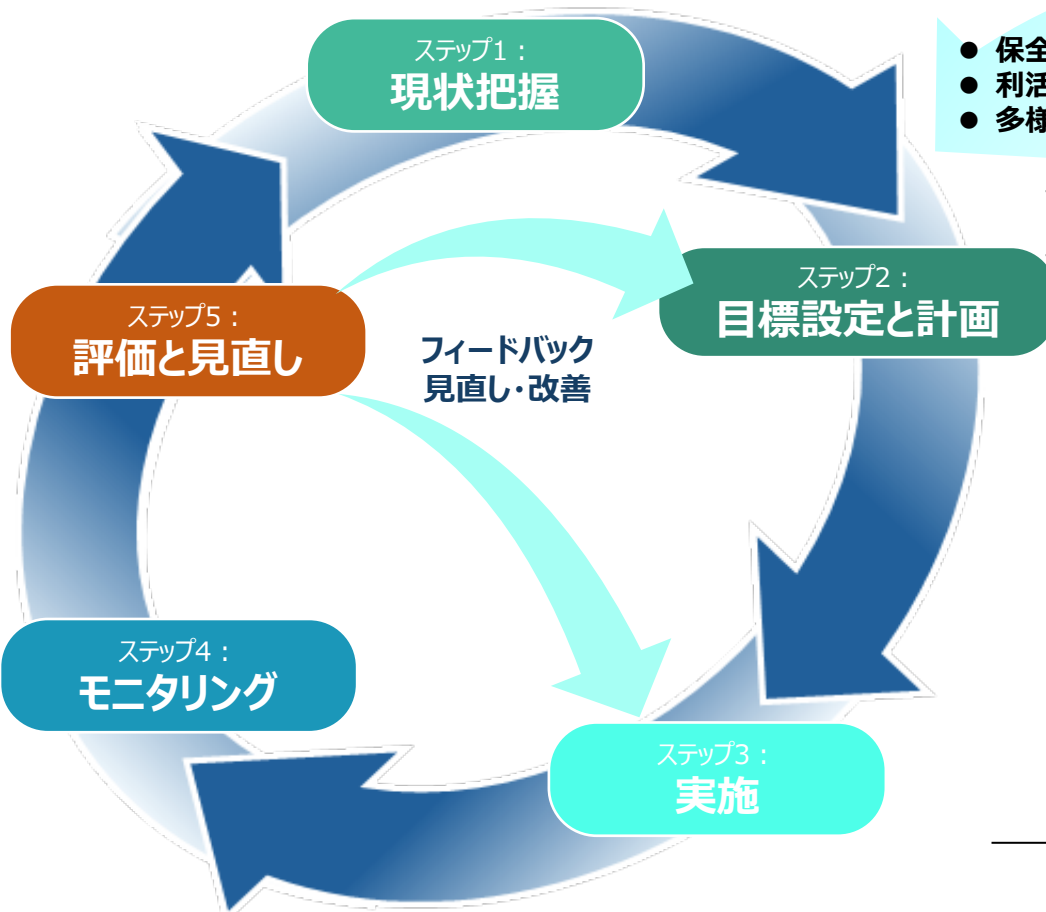 ステップ1：
現状把握
● 保全
● 利活
● 多様
ステップ2：
目標設定と計画
ステップ5：
評価と見直し
フィードバック
見直し・改善
ステップ4：
モニタリング
ステップ3：
実施